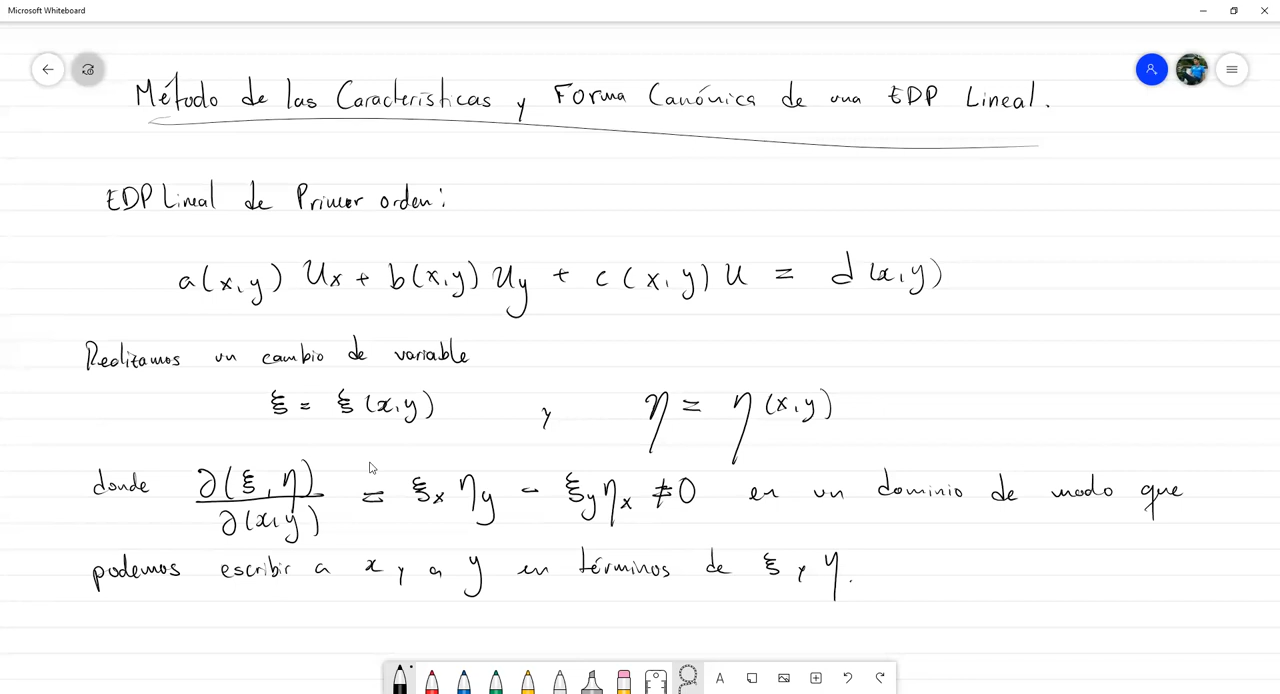 Microsoft Whiteboard
Método de las Características y Forma Canónica de una EDP Lineal.
EDP Lineal de Primer orden:
a(x,y) Ux + b(x,y) Uy + c(x,y) U = d(x,y)
Realizamos un cambio de variable
ξ = ξ(x,y) y η = η(x,y)
donde ∂(ξ,η)/∂(x,y) = ξx ηy - ξy ηx ≠ 0 en un dominio de modo que
podemos escribir a x y a y en términos de ξ y η.
A